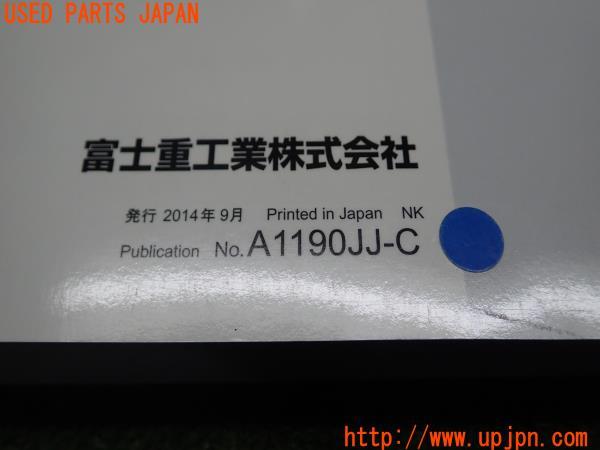 USED PARTS JAPAN
富士重工業株式会社
発行 2014年9月 Printed in Japan NK
Publication No. A1190JJ-C
http://www.upjpn.com/